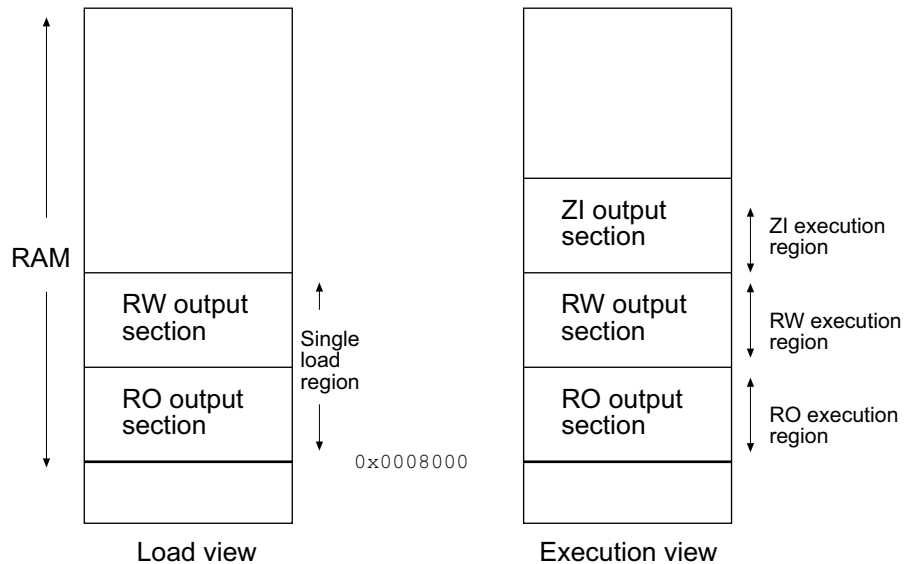 RAM
RW output
section
RO output
section
Single
load
region
0x0008000
Load view
ZI output
section
ZI execution
region
RW output
section
RW execution
region
RO output
section
RO execution
region
Execution view